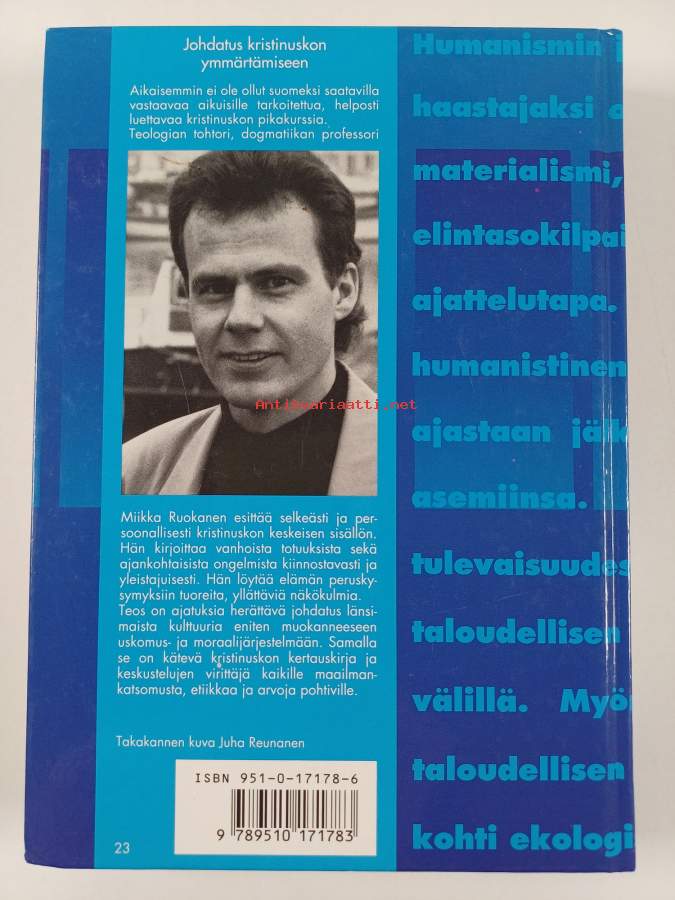 Johdatus kristinuskon
ymmärtämiseen
Aikaisemmin ei ole ollut suomeksi saatavilla
vastaavaa aikuisille tarkoitettua, helposti
luettavaa kristinuskon pikakurssia.
Teologian tohtori, dogmatiikan professori
Antikvariaatti.net
Miikka Ruokanen esittää selkeästi ja per-
soonallisesti kristinuskon keskeisen sisällön.
Hän kirjoittaa vanhoista totuuksista sekä
ajankohtaisista ongelmista kiinnostavasti ja
yleistajuisesti. Hän löytää elämän perusky-
symyksiin tuoreita, yllättäviä näkökulmia.
Teos on ajatuksia herättävä johdatus länsi-
maista kulttuuria eniten muokanneeseen
uskomus- ja moraalijärjestelmään. Samalla
se on kätevä kristinuskon kertauskirja ja
keskustelujen virittäjä kaikille maailman-
katsomusta, etiikkaa ja arvoja pohtiville.
Takakannen kuva Juha Reunanen
ISBN 951-0-17178-6
9 789510 171783
23
Humanismin j
haastajaksi o
materialismi,
elintasokilpai
ajattelutapa.
humanistinen
ajastaan jälk
asemiinsa.
tulevaisuudes
taloudellisen
välillä. Myö
taloudellisen
kohti ekologi